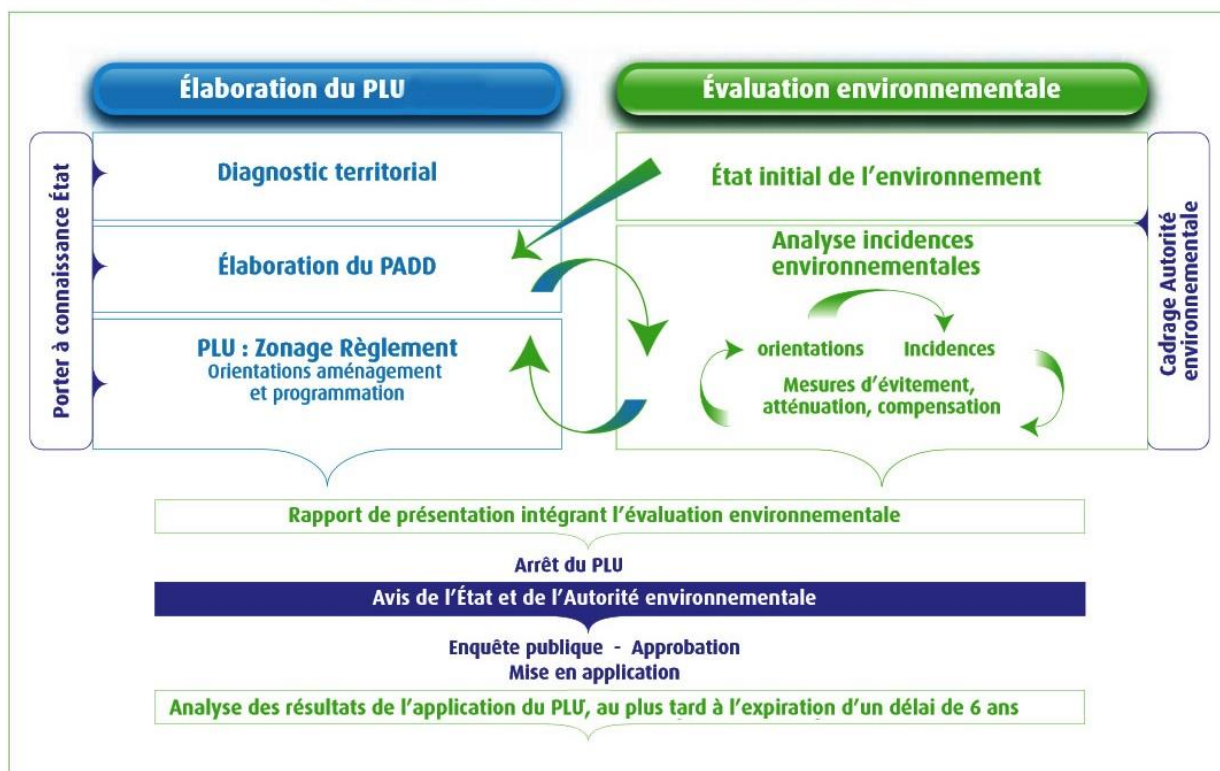 Élaboration du PLU
Évaluation environnementale
Porter à connaissance État
Diagnostic territorial
État initial de l'environnement
Élaboration du PADD
Analyse incidences
environnementales
Cadrage Autorité
environnementale
PLU : Zonage Règlement
Orientations aménagement
et programmation
orientations
Incidences
Mesures d'évitement,
atténuation, compensation
Rapport de présentation intégrant l'évaluation environnementale
Arrêt du PLU
Avis de l'État et de l'Autorité environnementale
Enquête publique - Approbation
Mise en application
Analyse des résultats de l'application du PLU, au plus tard à l'expiration d'un délai de 6 ans